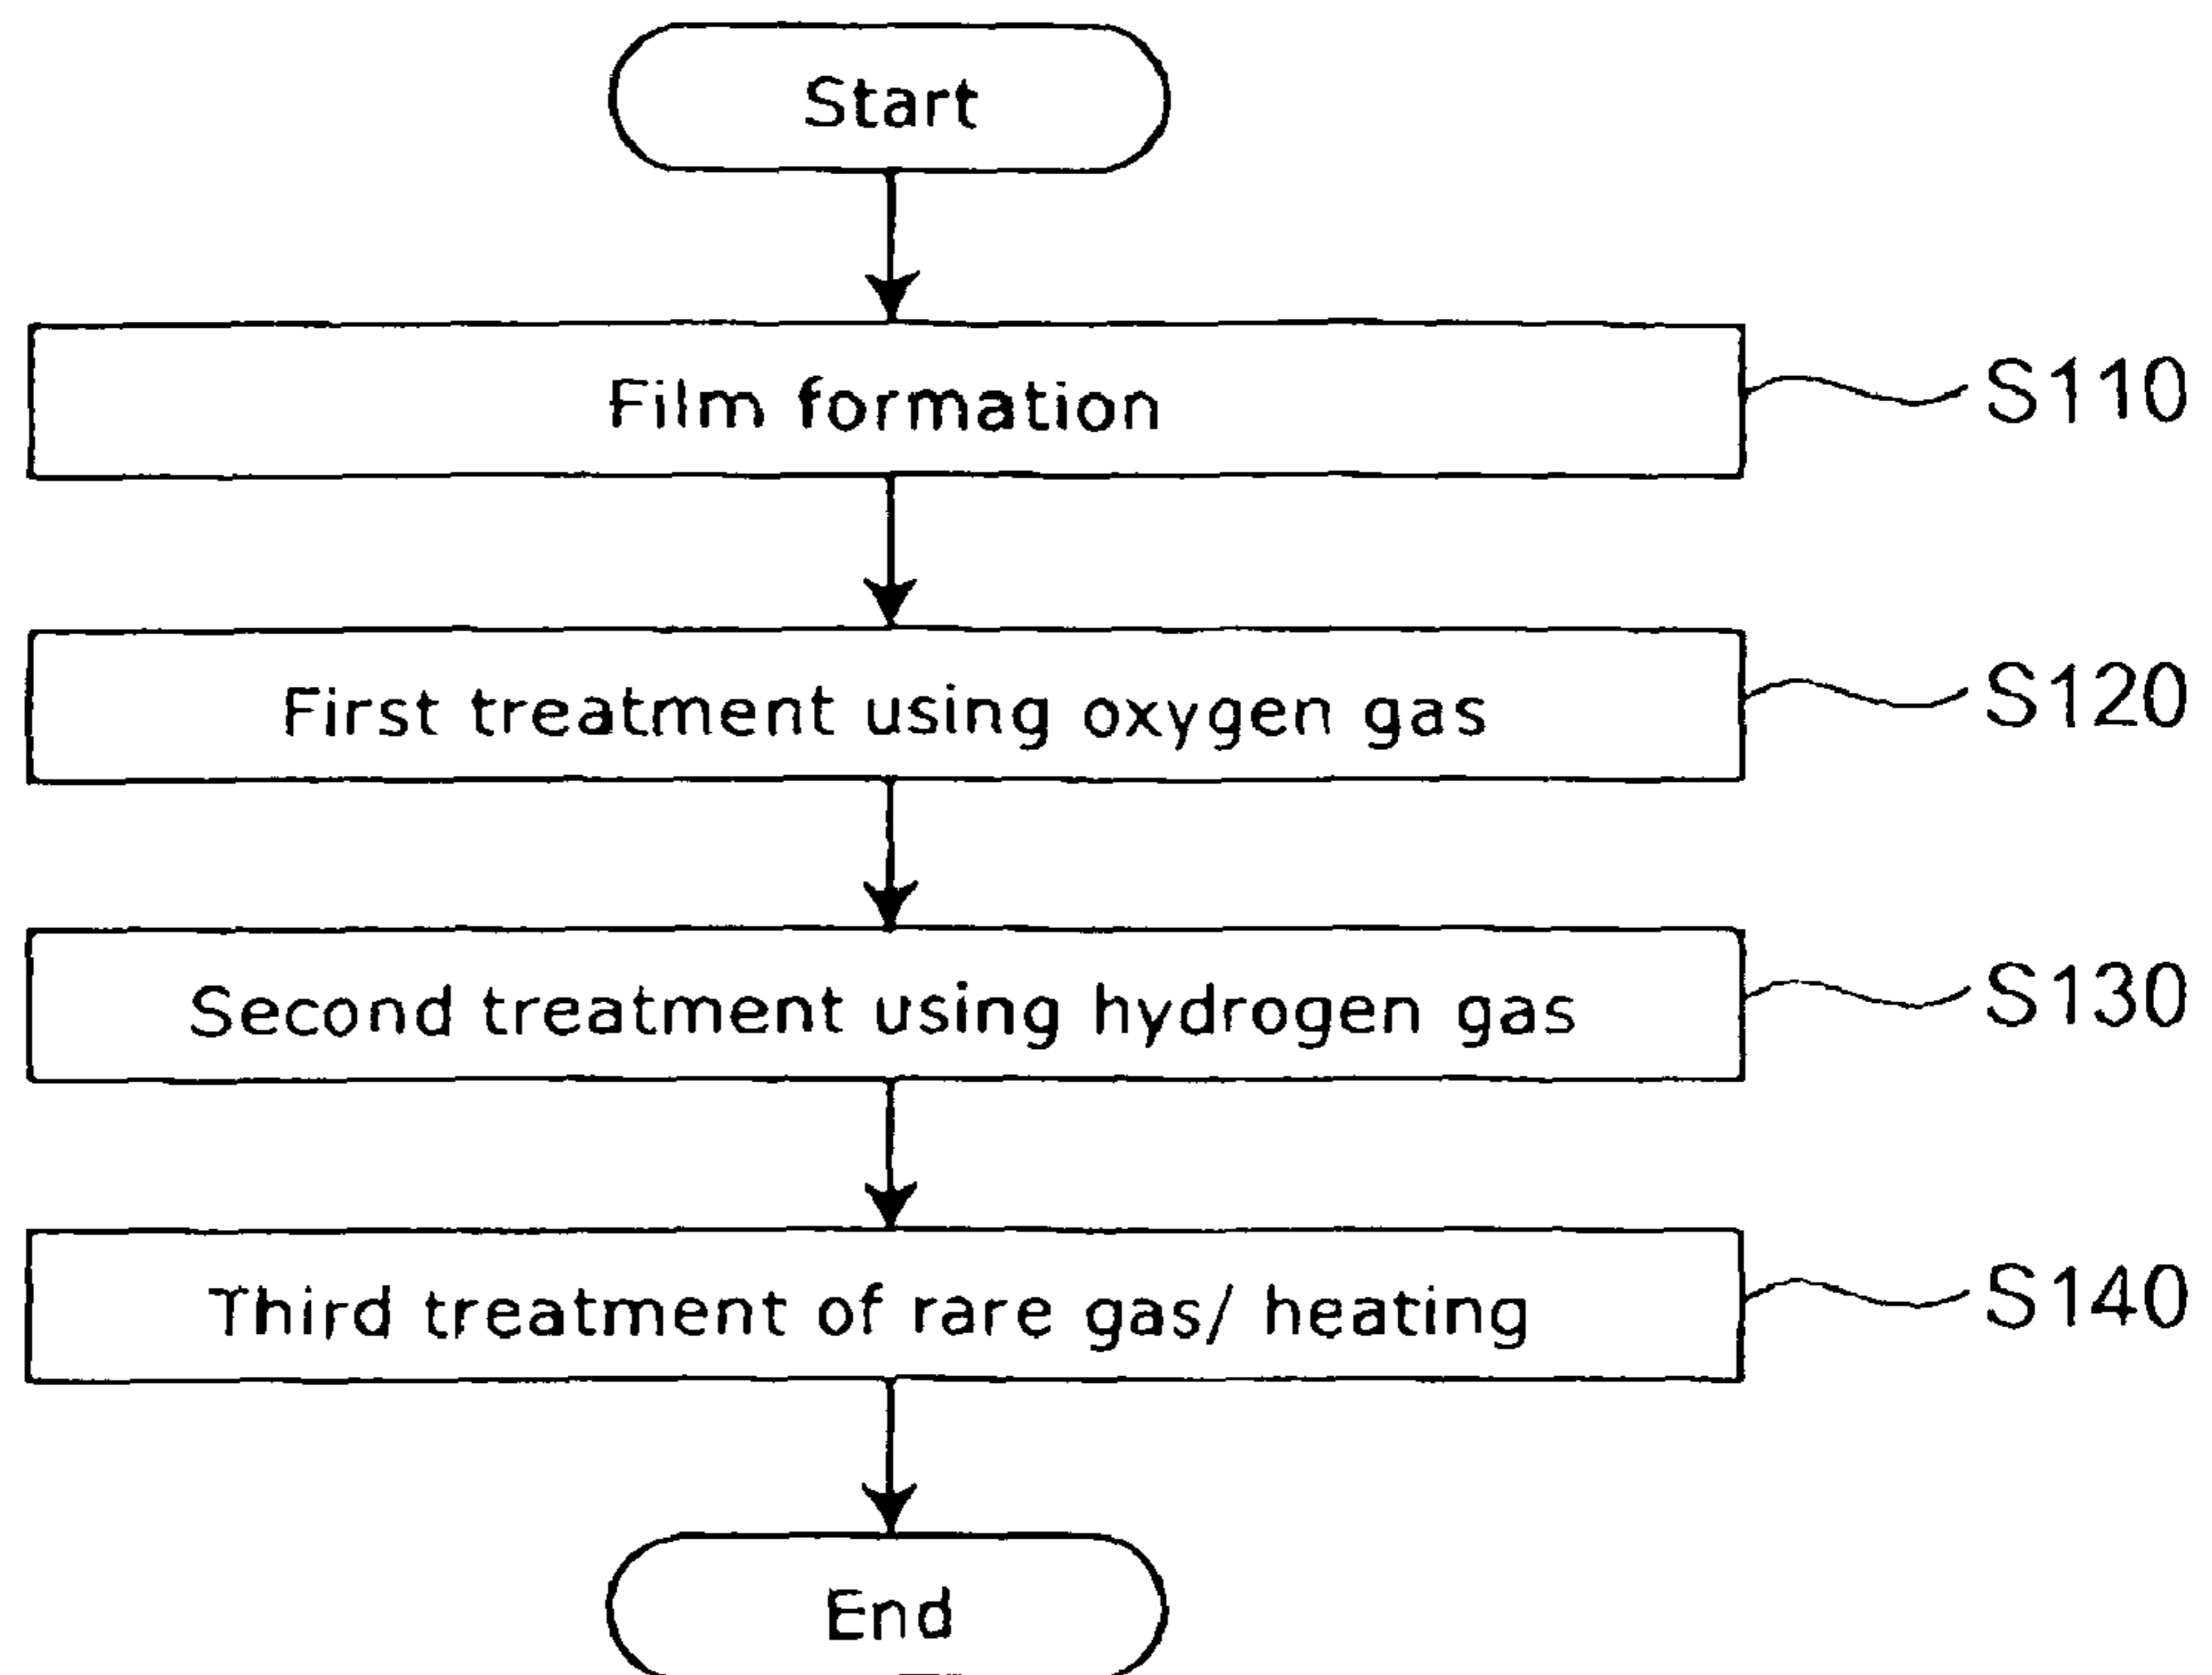 Start
Film formation
S110
First treatment using oxygen gas
S120
Second treatment using hydrogen gas
S130
Third treatment of rare gas/ heating
S140
End